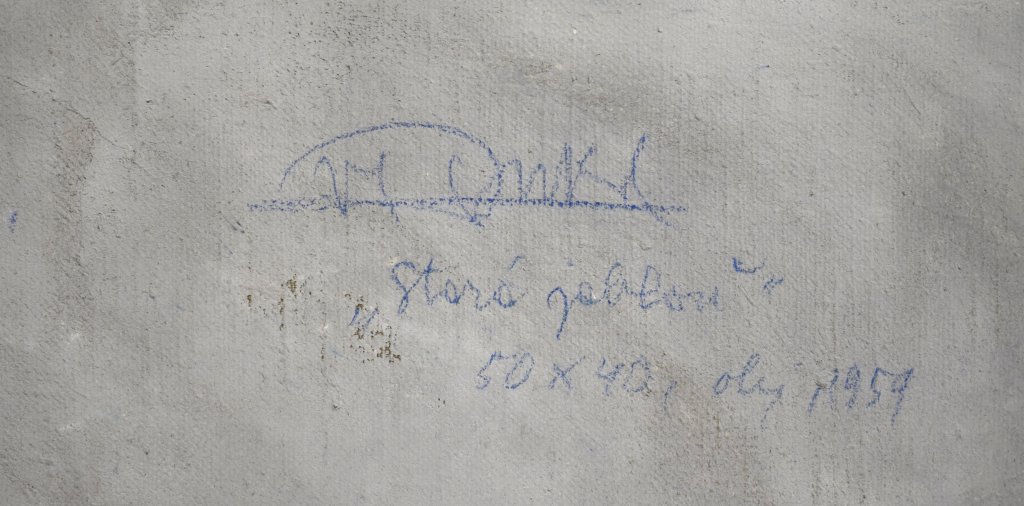 „Stará jabloň“
50 x 40, olej, 1959